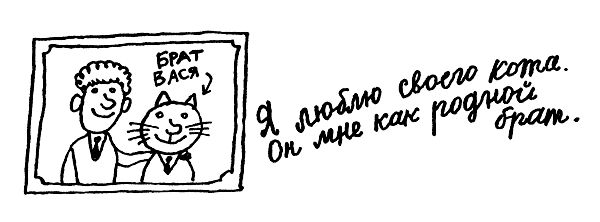 БРАТ
ВАСЯ
Я люблю своего кота.
Он мне как родной
брат.